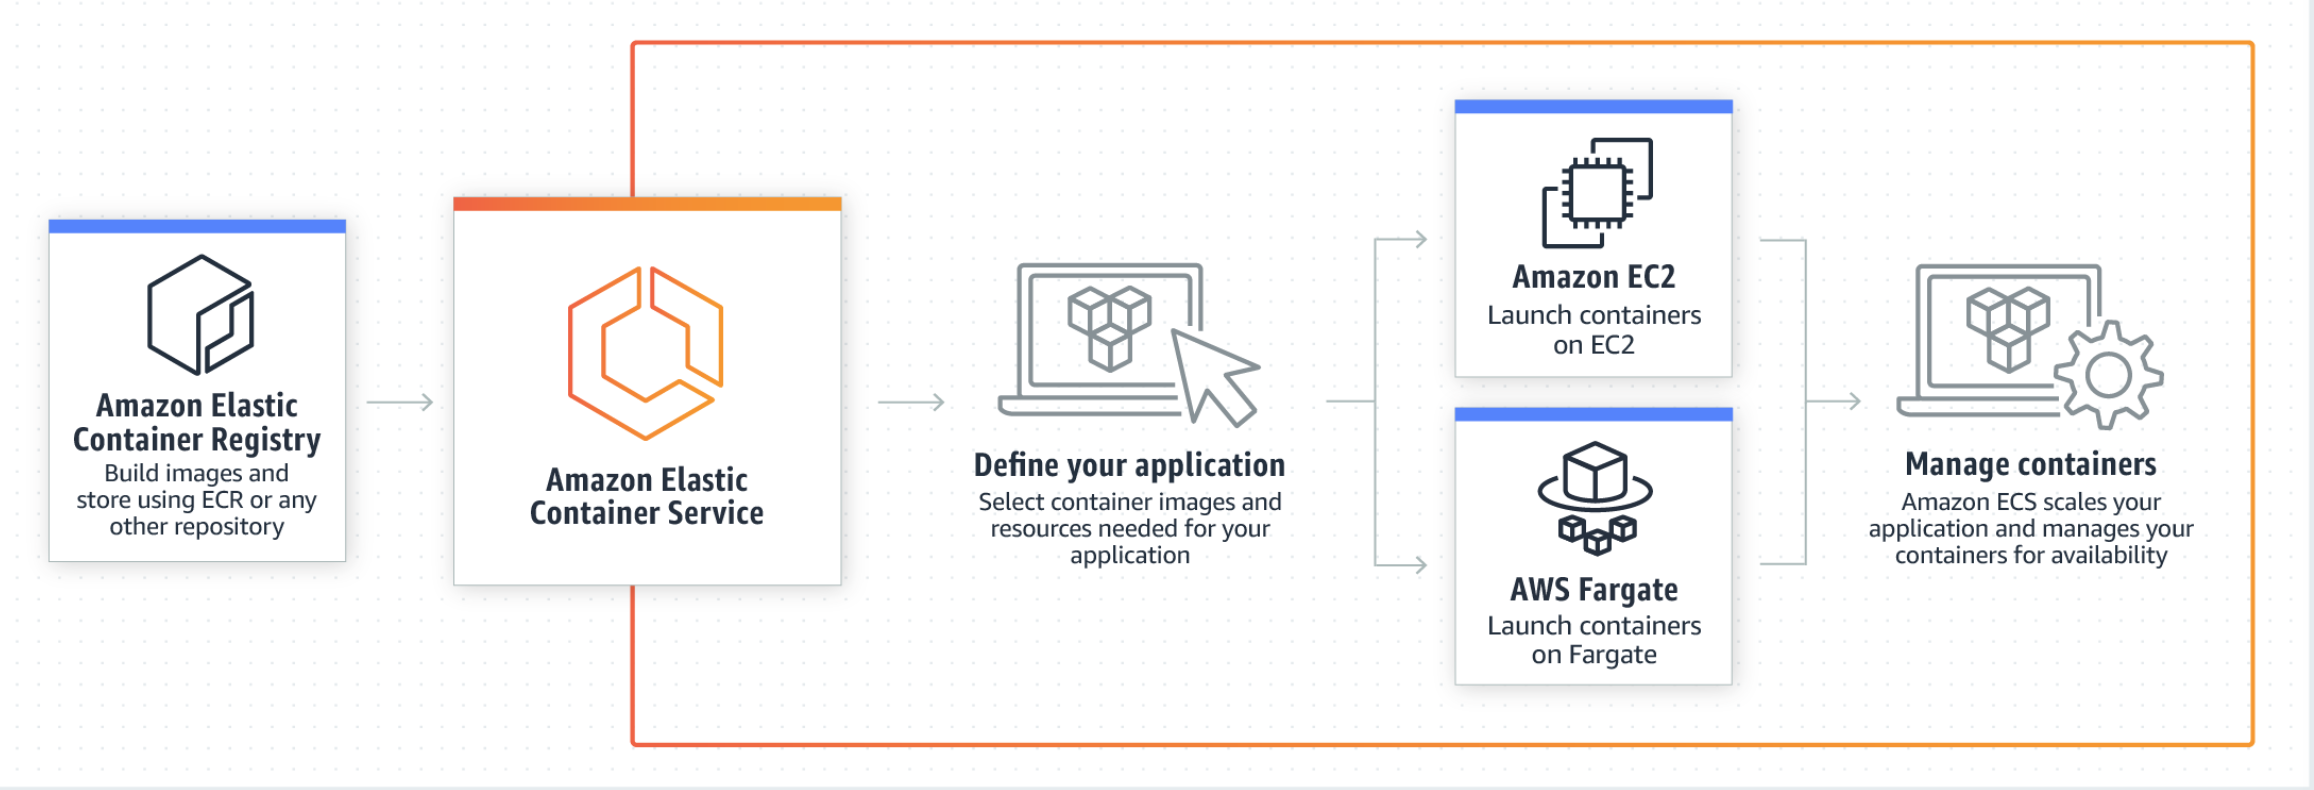 Amazon Elastic
Container Registry
Build images and
store using ECR or any
other repository
Amazon Elastic
Container Service
Define your application
Select container images and
resources needed for your
application
Amazon EC2
Launch containers
on EC2
AWS Fargate
Launch containers
on Fargate
Manage containers
Amazon ECS scales your
application and manages your
containers for availability